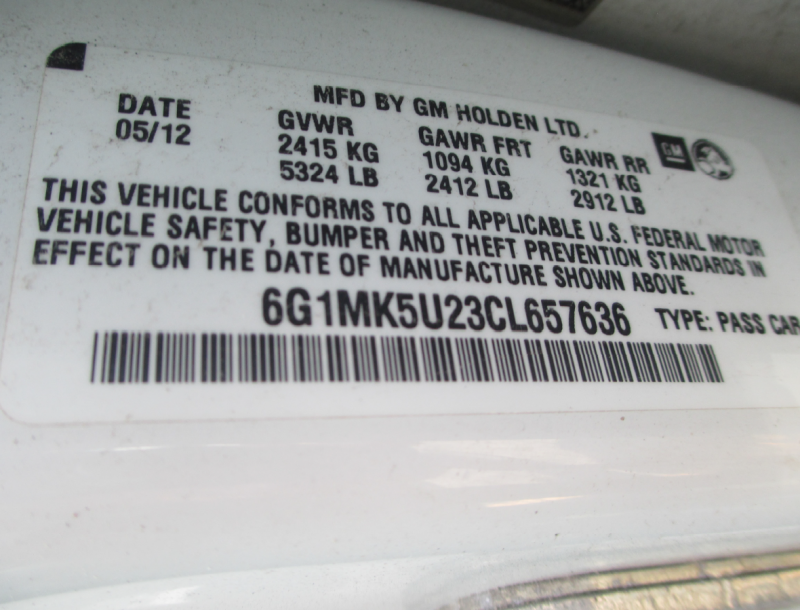 MFD BY GM HOLDEN LTD.
DATE
05/12
GVWR
2415 KG
5324 LB
GAWR FRT
1094 KG
2412 LB
GAWR RR
1321 KG
2912 LB
GM
THIS VEHICLE CONFORMS TO ALL APPLICABLE U.S. FEDERAL MOTOR
VEHICLE SAFETY, BUMPER AND THEFT PREVENTION STANDARDS IN
EFFECT ON THE DATE OF MANUFACTURE SHOWN ABOVE.
6G1MK5U23CL657636 TYPE: PASS CAR